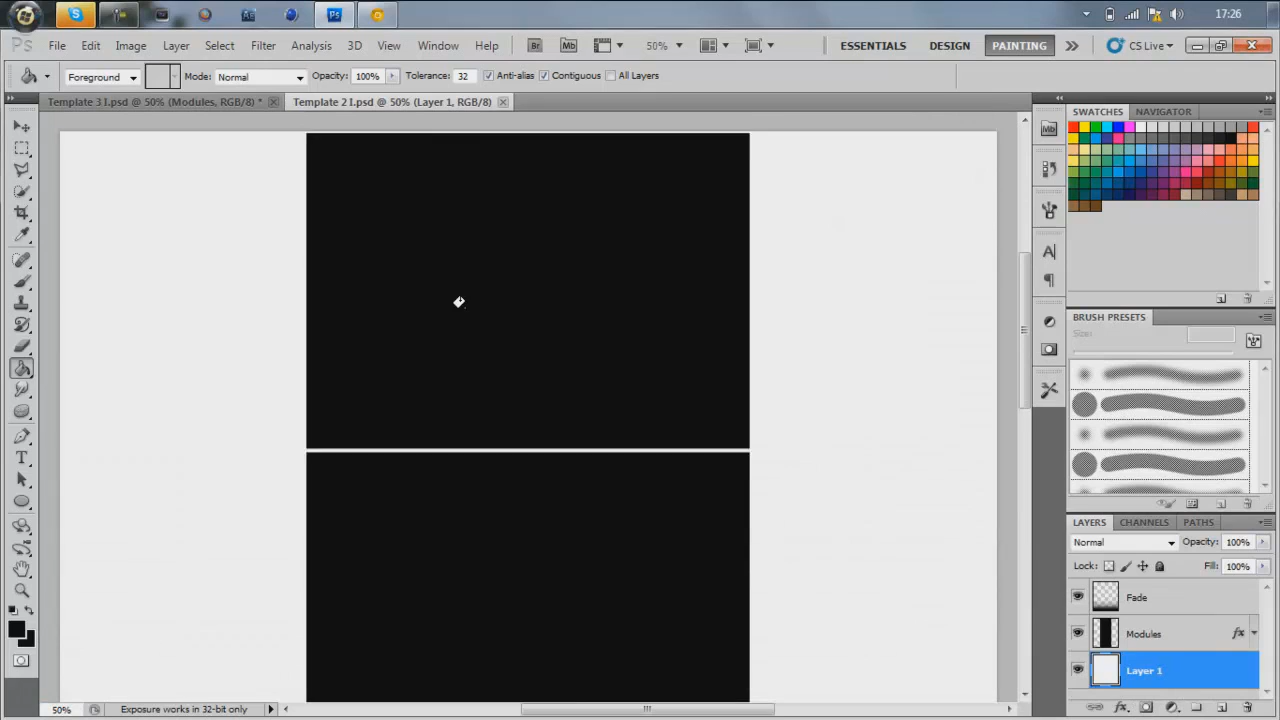 17:26
Ps File Edit Image Layer Select Filter Analysis 3D View Window Help Br Mb 50% ESSENTIALS DESIGN PAINTING CS Live
Foreground Mode: Normal Opacity: 100% Tolerance: 32 Anti-alias Contiguous All Layers
Template 3 I.psd @ 50% (Modules, RGB/8) * Template 2 I.psd @ 50% (Layer 1, RGB/8)
SWATCHES NAVIGATOR
BRUSH PRESETS
Size:
LAYERS CHANNELS PATHS
Normal Opacity: 100%
Lock: Fill: 100%
Fade
Modules fx
Layer 1
50% Exposure works in 32-bit only